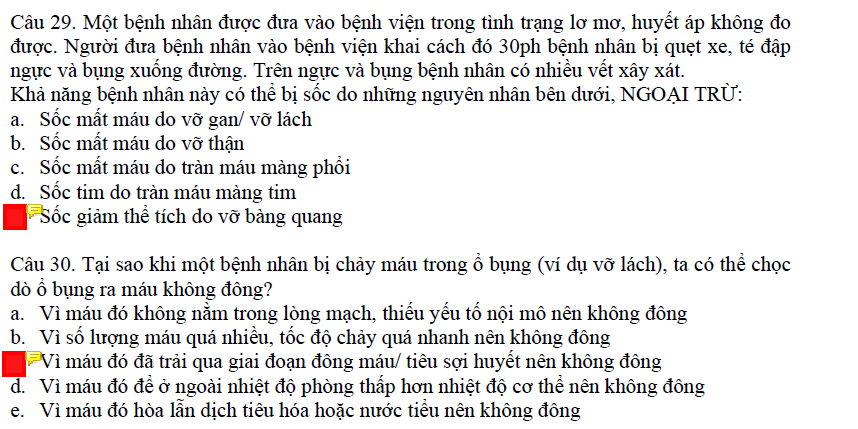 Câu 29. Một bệnh nhân được đưa vào bệnh viện trong tình trạng lơ mơ, huyết áp không đo
được. Người đưa bệnh nhân vào bệnh viện khai cách đó 30ph bệnh nhân bị quẹt xe, té đập
ngực và bụng xuống đường. Trên ngực và bụng bệnh nhân có nhiều vết xây xát.
Khả năng bệnh nhân này có thể bị sốc do những nguyên nhân bên dưới, NGOẠI TRỪ:
a. Sốc mất máu do vỡ gan/ vỡ lách
b. Sốc mất máu do vỡ thận
c. Sốc mất máu do tràn máu màng phổi
d. Sốc tim do tràn máu màng tim
Sốc giảm thể tích do vỡ bàng quang
Câu 30. Tại sao khi một bệnh nhân bị chảy máu trong ổ bụng (ví dụ vỡ lách), ta có thể chọc
dò ổ bụng ra máu không đông?
a. Vì máu đó không nằm trong lòng mạch, thiếu yếu tố nội mô nên không đông
b. Vì số lượng máu quá nhiều, tốc độ chảy quá nhanh nên không đông
Vì máu đó đã trải qua giai đoạn đông máu/ tiêu sợi huyết nên không đông
d. Vì máu đó để ở ngoài nhiệt độ phòng thấp hơn nhiệt độ cơ thể nên không đông
e. Vì máu đó hòa lẫn dịch tiêu hóa hoặc nước tiểu nên không đông